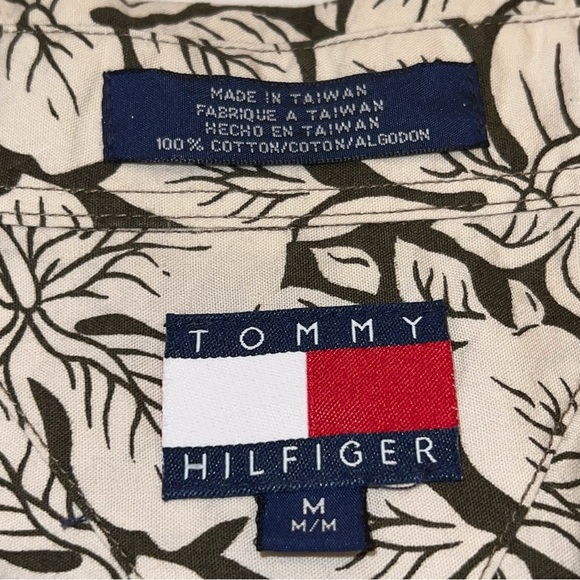 MADE IN TAIWAN
FABRIQUE A TAIWAN
HECHO EN TAIWAN
100% COTTON/COTON/ALGODON
TOMMY
HILFIGER
M
M/M